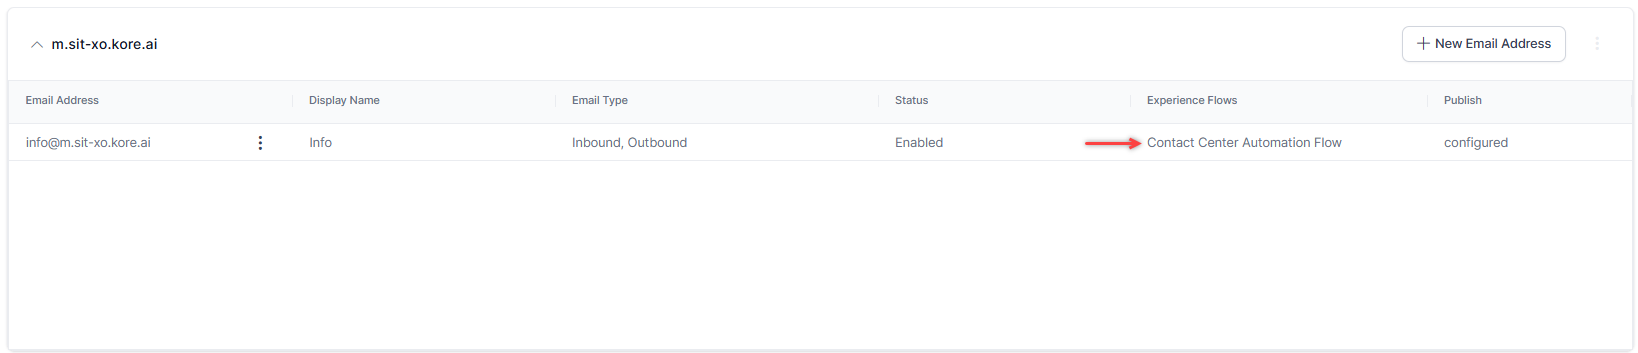 m.sit-xo.kore.ai
New Email Address
Email Address Display Name Email Type Status Experience Flows Publish
info@m.sit-xo.kore.ai Info Inbound, Outbound Enabled Contact Center Automation Flow configured